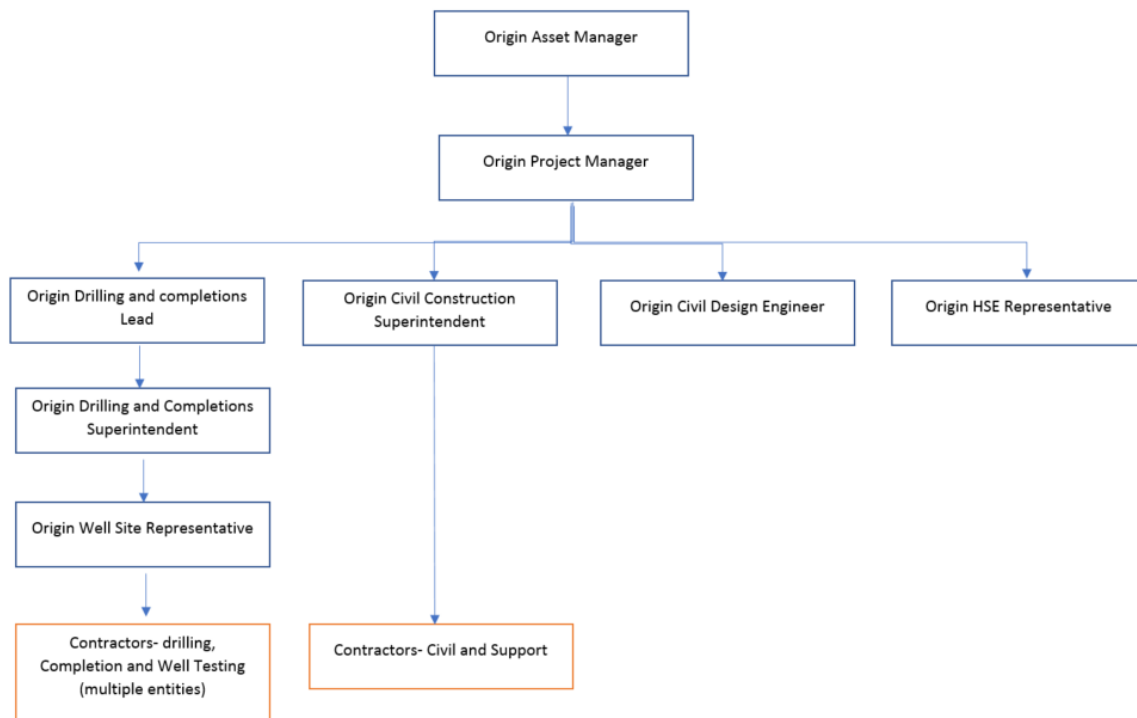 Origin Asset Manager
Origin Project Manager
Origin Drilling and completions
Lead
Origin Civil Construction
Superintendent
Origin Civil Design Engineer
Origin HSE Representative
Origin Drilling and Completions
Superintendent
Origin Well Site Representative
Contractors- drilling,
Completion and Well Testing
(multiple entities)
Contractors- Civil and Support